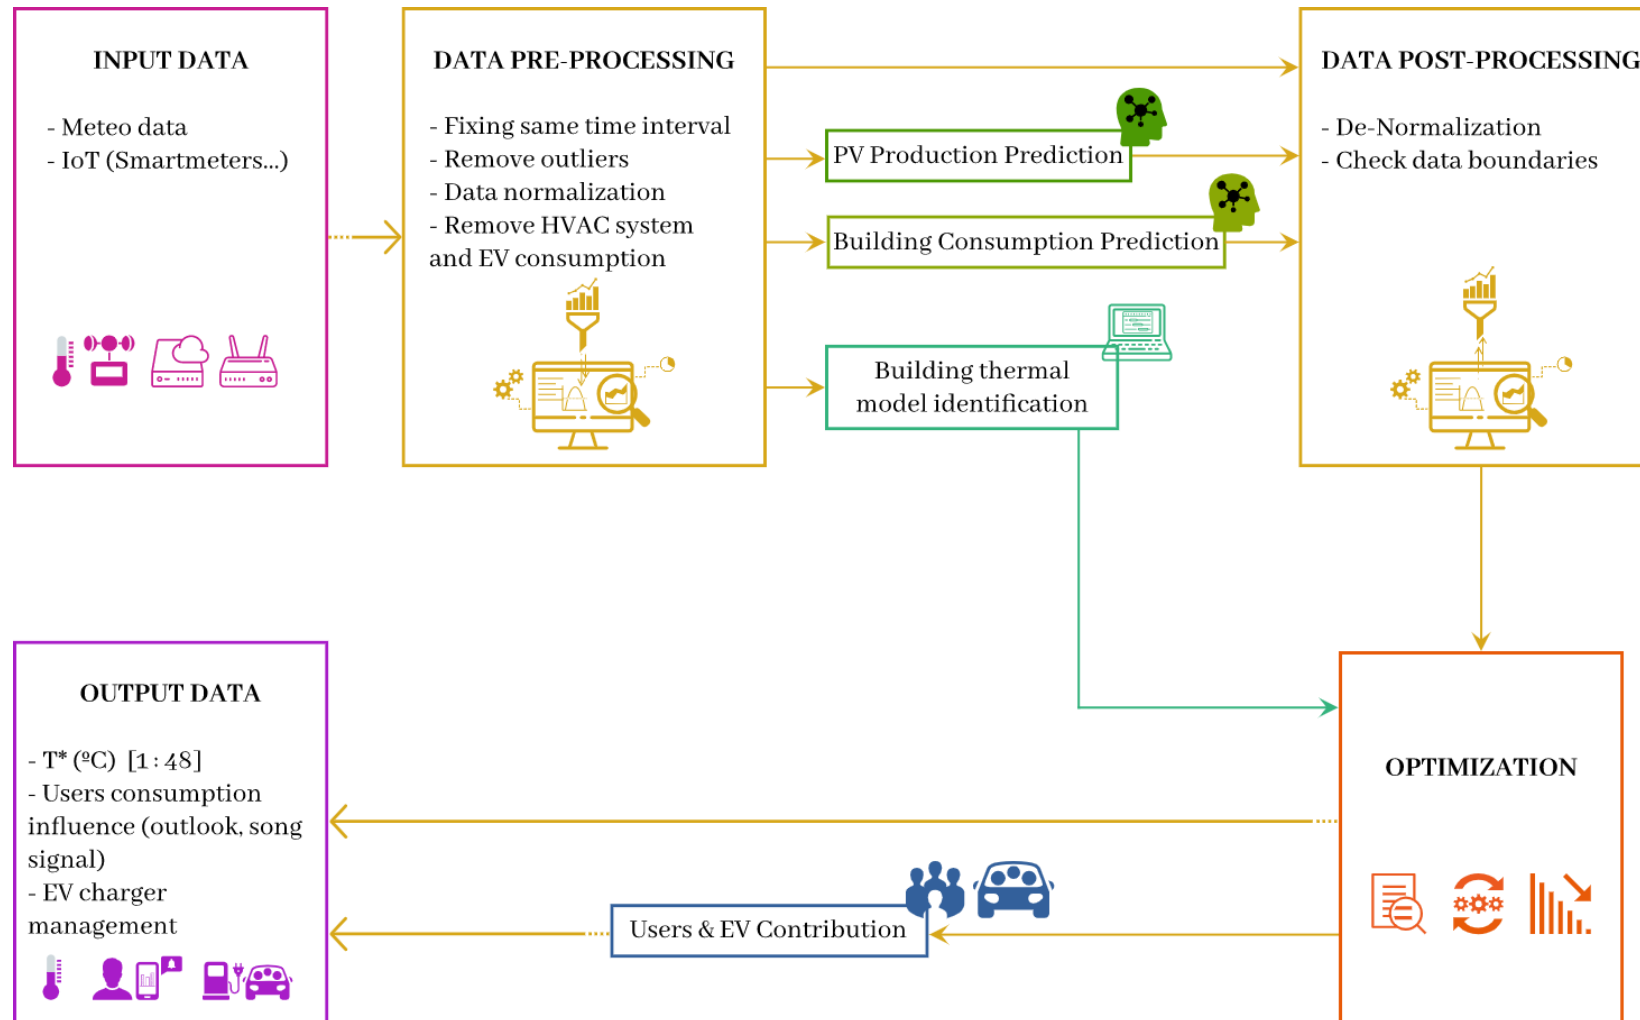 INPUT DATA
- Meteo data
- IoT (Smartmeters...)
DATA PRE-PROCESSING
- Fixing same time interval
- Remove outliers
- Data normalization
- Remove HVAC system
and EV consumption
PV Production Prediction
Building Consumption Prediction
Building thermal
model identification
DATA POST-PROCESSING
- De-Normalization
- Check data boundaries
OPTIMIZATION
Users & EV Contribution
OUTPUT DATA
- T* (ºC) [1 : 48]
- Users consumption
influence (outlook, song
signal)
- EV charger
management